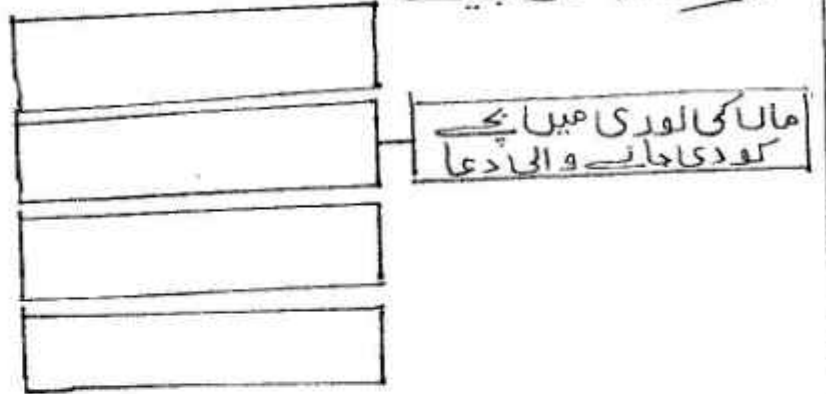 ماں کی لوری میں بچے
کو دی جانے والی دعا